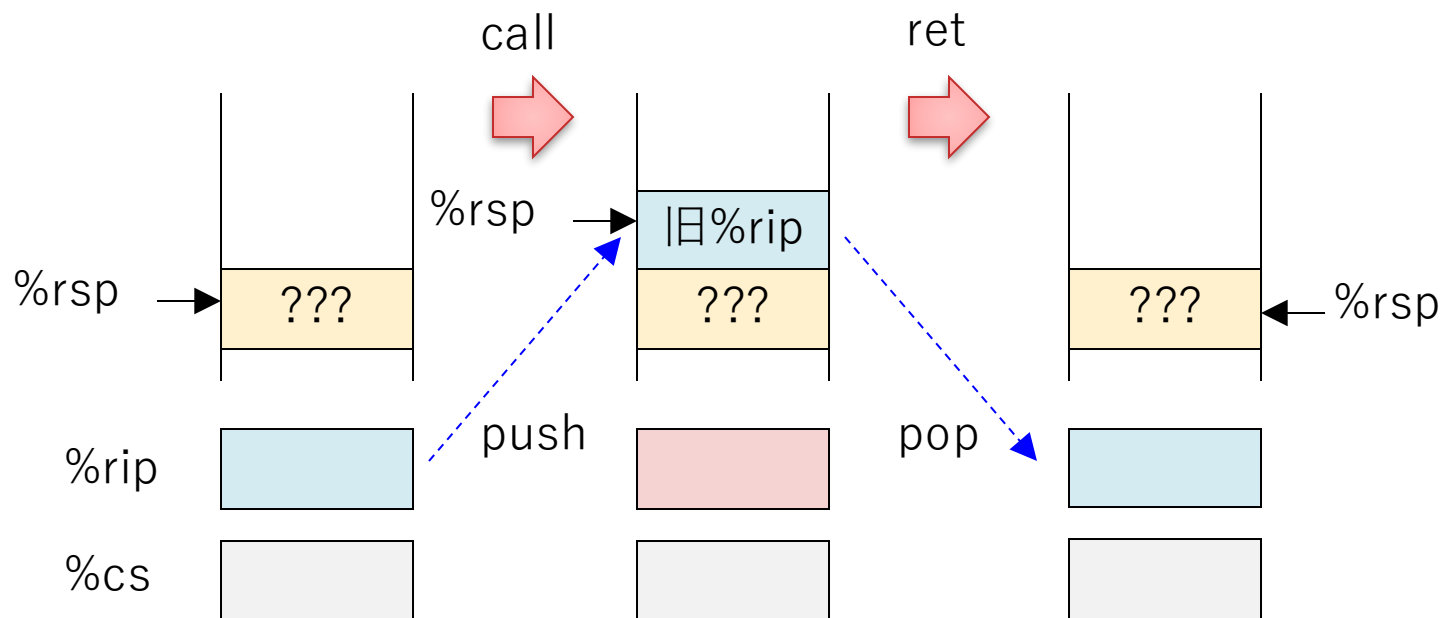 call
ret
%rsp
旧%rip
%rsp
???
???
???
%rsp
push
pop
%rip
%cs